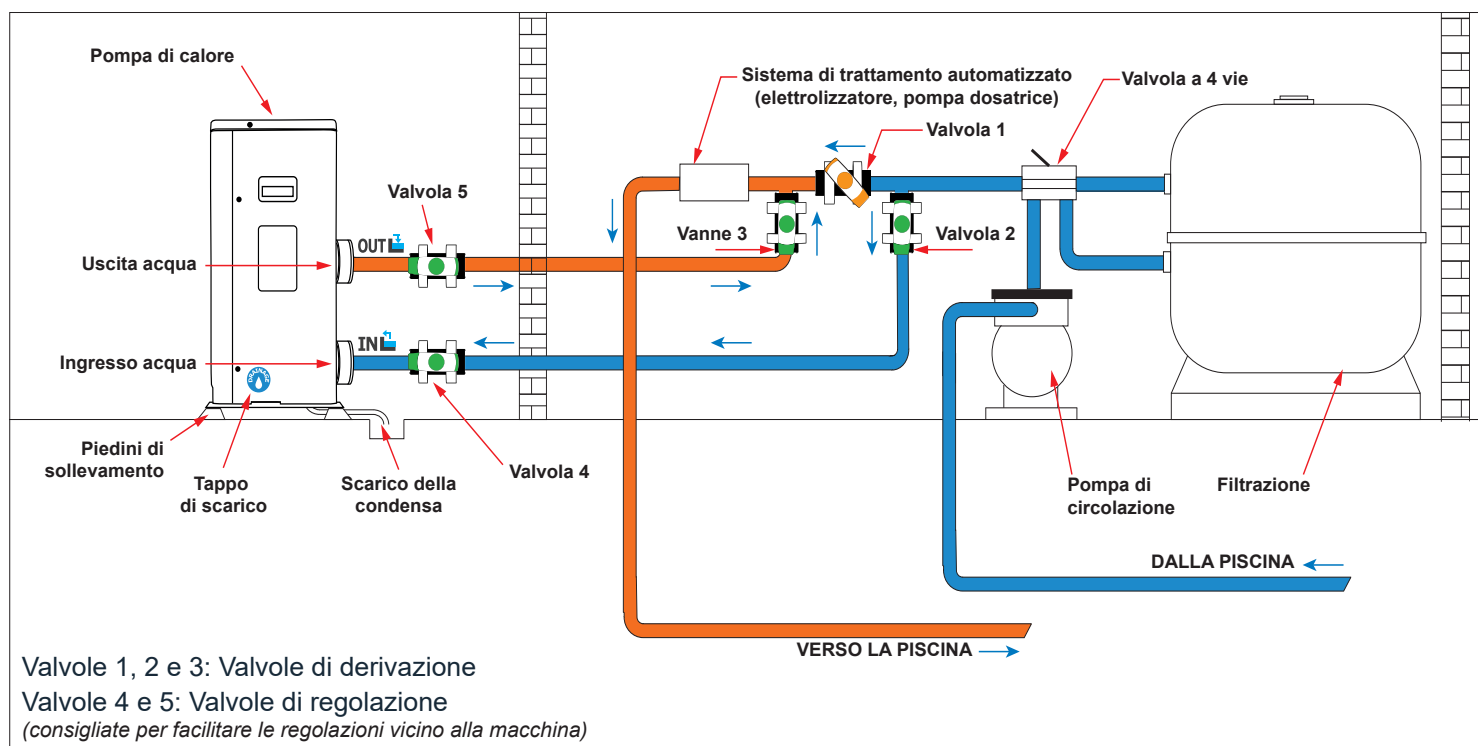 Pompa di calore
Sistema di trattamento automatizzato
(elettrolizzatore, pompa dosatrice)
Valvola a 4 vie
Valvola 1
Valvola 5
Vanne 3
Valvola 2
OUT
Uscita acqua
IN
Ingresso acqua
DRAINAGE
Piedini di
sollevamento
Tappo
di scarico
Scarico della
condensa
Valvola 4
Pompa di
circolazione
Filtrazione
DALLA PISCINA
VERSO LA PISCINA
Valvole 1, 2 e 3: Valvole di derivazione
Valvole 4 e 5: Valvole di regolazione
(consigliate per facilitare le regolazioni vicino alla macchina)